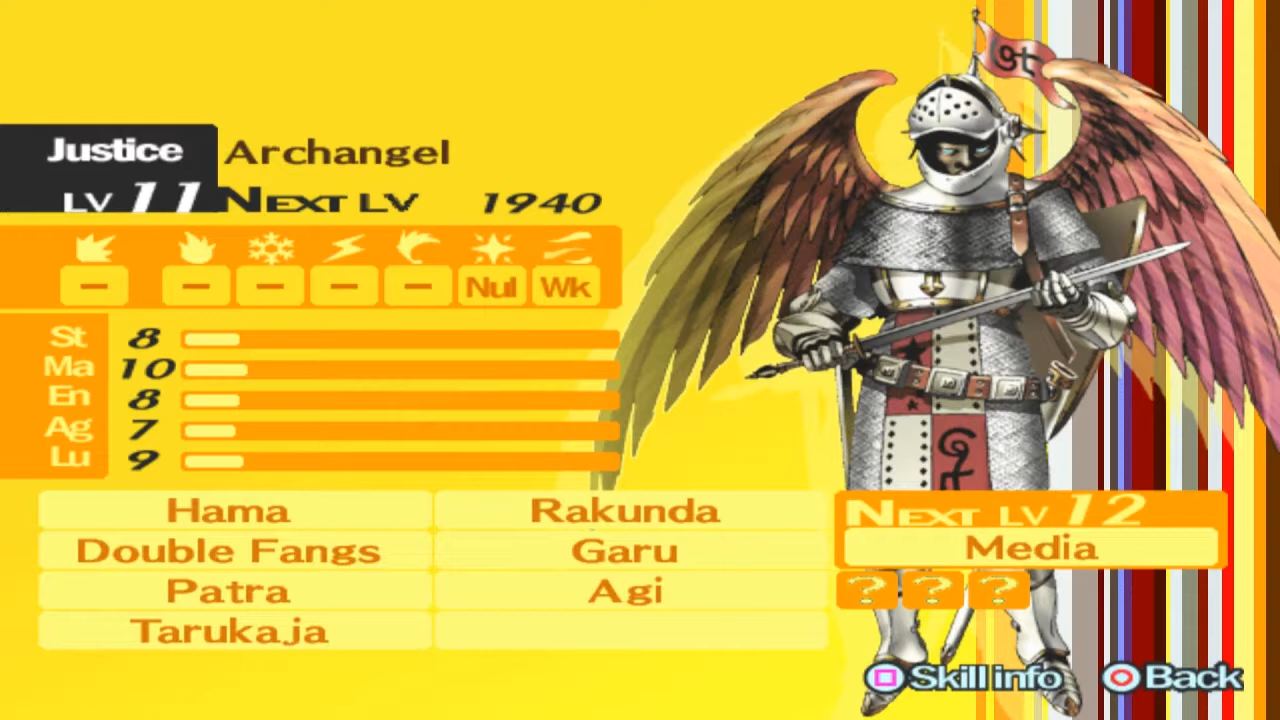 Justice Archangel
LV 11 NEXT LV 1940
- - - - - Nul Wk
St 8
Ma 10
En 8
Ag 7
Lu 9
Hama Rakunda
Double Fangs Garu
Patra Agi
Tarukaja
NEXT LV 12
Media
? ? ?
Skill info Back